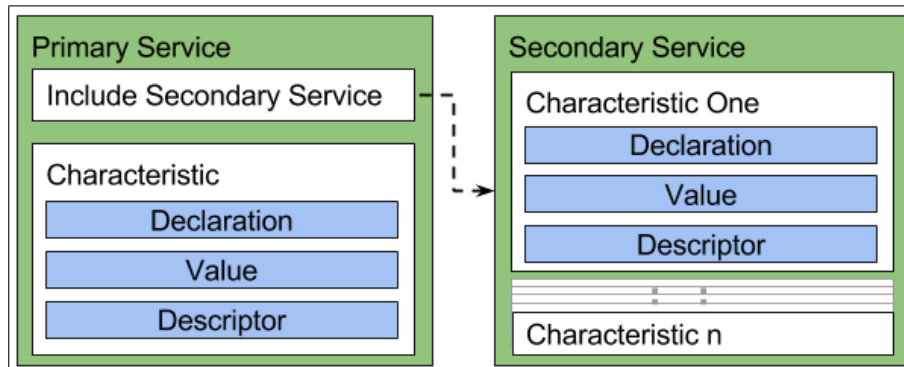 Primary Service
Include Secondary Service
Characteristic
Declaration
Value
Descriptor
Secondary Service
Characteristic One
Declaration
Value
Descriptor
Characteristic n